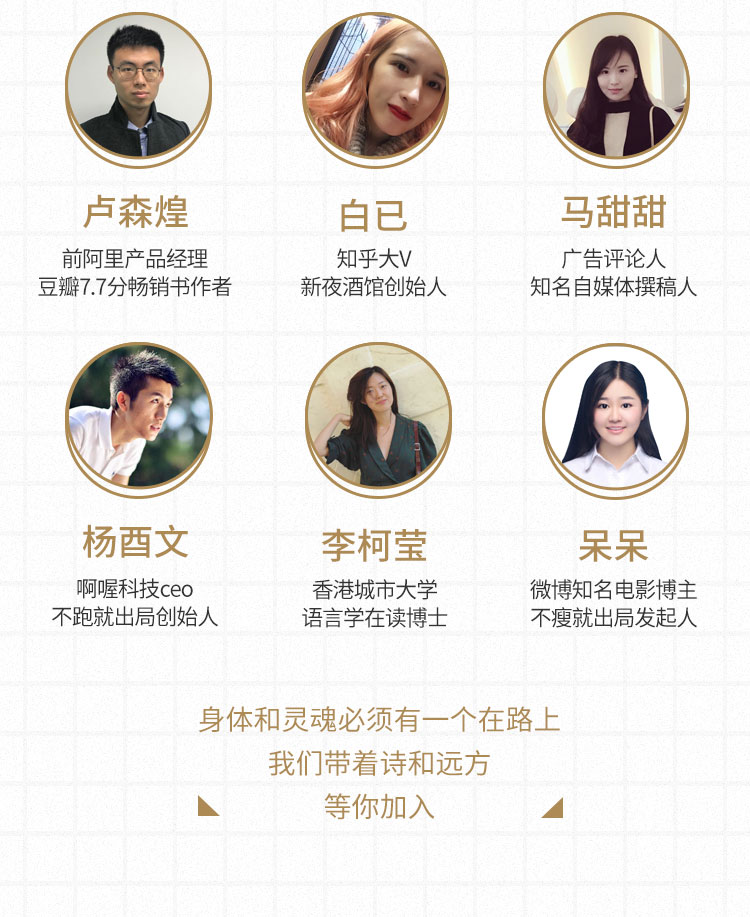 卢森煌
前阿里产品经理
豆瓣7.7分畅销书作者
白已
知乎大V
新夜酒馆创始人
马甜甜
广告评论人
知名自媒体撰稿人
杨酉文
啊喔科技ceo
不跑就出局创始人
李柯莹
香港城市大学
语言学在读博士
呆呆
微博知名电影博主
不瘦就出局发起人
身体和灵魂必须有一个在路上
我们带着诗和远方
等你加入